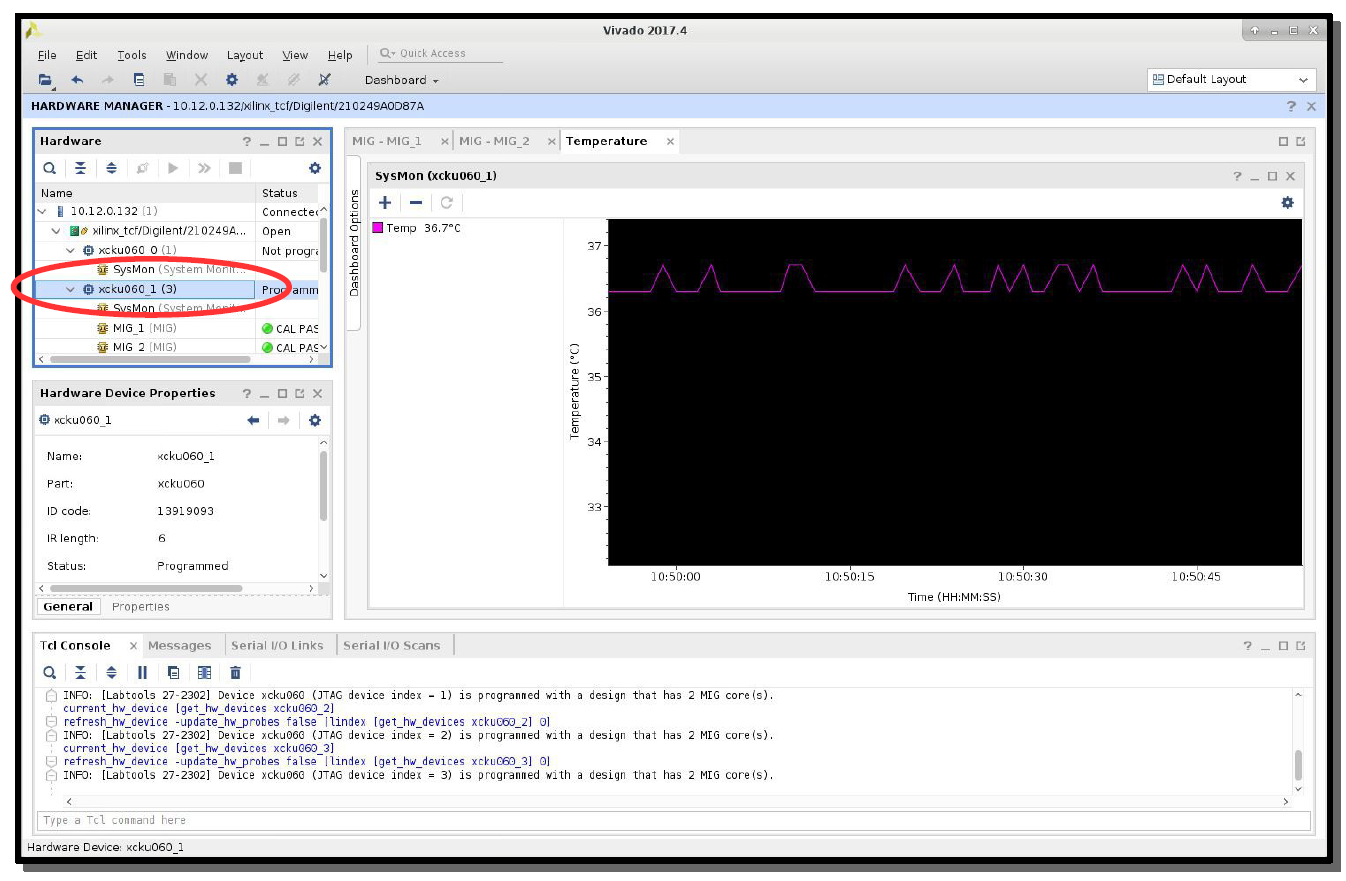 Vivado 2017.4
File Edit Tools Window Layout View Help Quick Access
Dashboard Default Layout
HARDWARE MANAGER - 10.12.0.132/xilinx_tcf/Digilent/210249A0D87A
Hardware
Name Status
10.12.0.132 (1) Connected
xilinx_tcf/Digilent/210249A... Open
xcku060_0 (1) Not progra
SysMon (System Monit...
xcku060_1 (3) Programm
SysMon (System Monit...
MIG_1 (MIG) CAL PAS
MIG_2 (MIG) CAL PAS
Hardware Device Properties
xcku060_1
Name: xcku060_1
Part: xcku060
ID code: 13919093
IR length: 6
Status: Programmed
General Properties
MIG - MIG_1 MIG - MIG_2 Temperature
Dashboard Options
SysMon (xcku060_1)
Temp 36.7°C
Temperature (°C)
37
36
35
34
33
10:50:00 10:50:15 10:50:30 10:50:45
Time (HH:MM:SS)
Tcl Console Messages Serial I/O Links Serial I/O Scans
INFO: [Labtools 27-2302] Device xcku060 (JTAG device index = 1) is programmed with a design that has 2 MIG core(s).
current_hw_device [get_hw_devices xcku060_2]
refresh_hw_device -update_hw_probes false [lindex [get_hw_devices xcku060_2] 0]
INFO: [Labtools 27-2302] Device xcku060 (JTAG device index = 2) is programmed with a design that has 2 MIG core(s).
current_hw_device [get_hw_devices xcku060_3]
refresh_hw_device -update_hw_probes false [lindex [get_hw_devices xcku060_3] 0]
INFO: [Labtools 27-2302] Device xcku060 (JTAG device index = 3) is programmed with a design that has 2 MIG core(s).
Type a Tcl command here
Hardware Device: xcku060_1